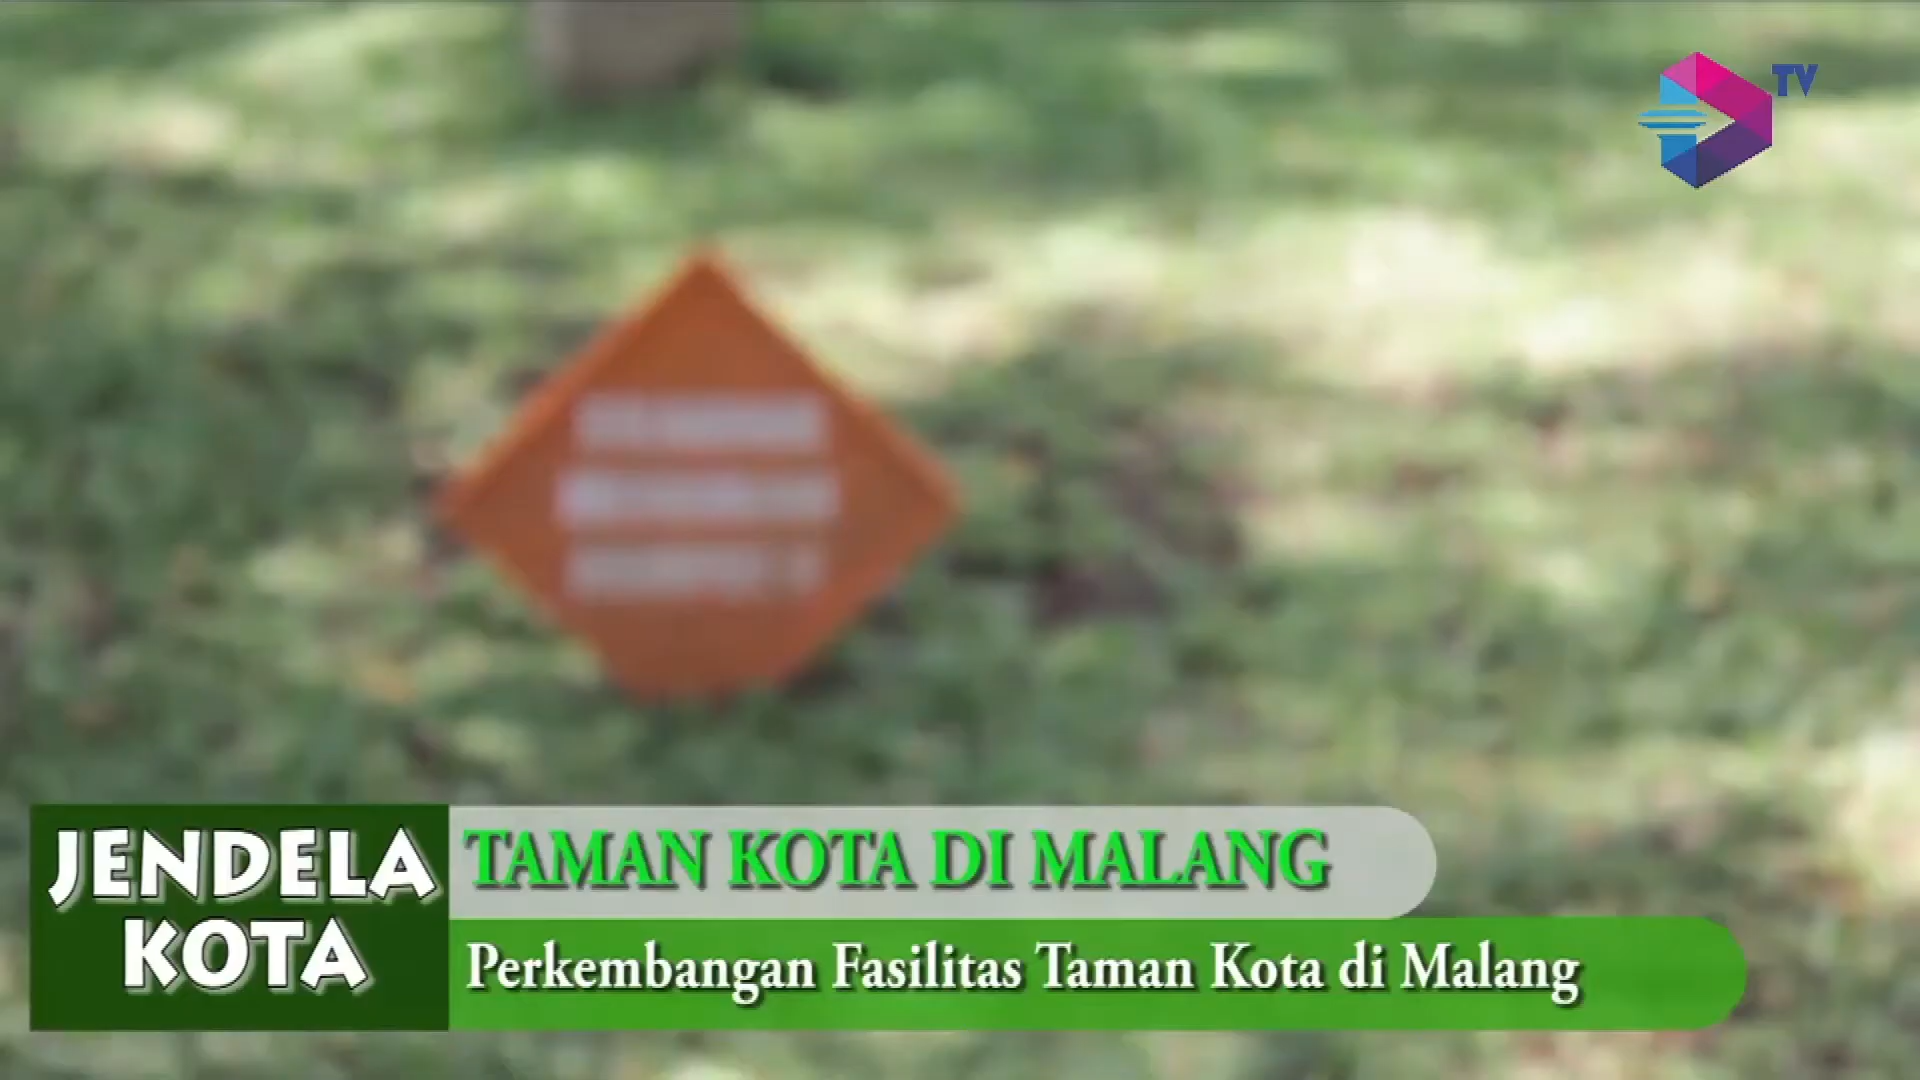 TV
JENDELA
KOTA
TAMAN KOTA DI MALANG
Perkembangan Fasilitas Taman Kota di Malang